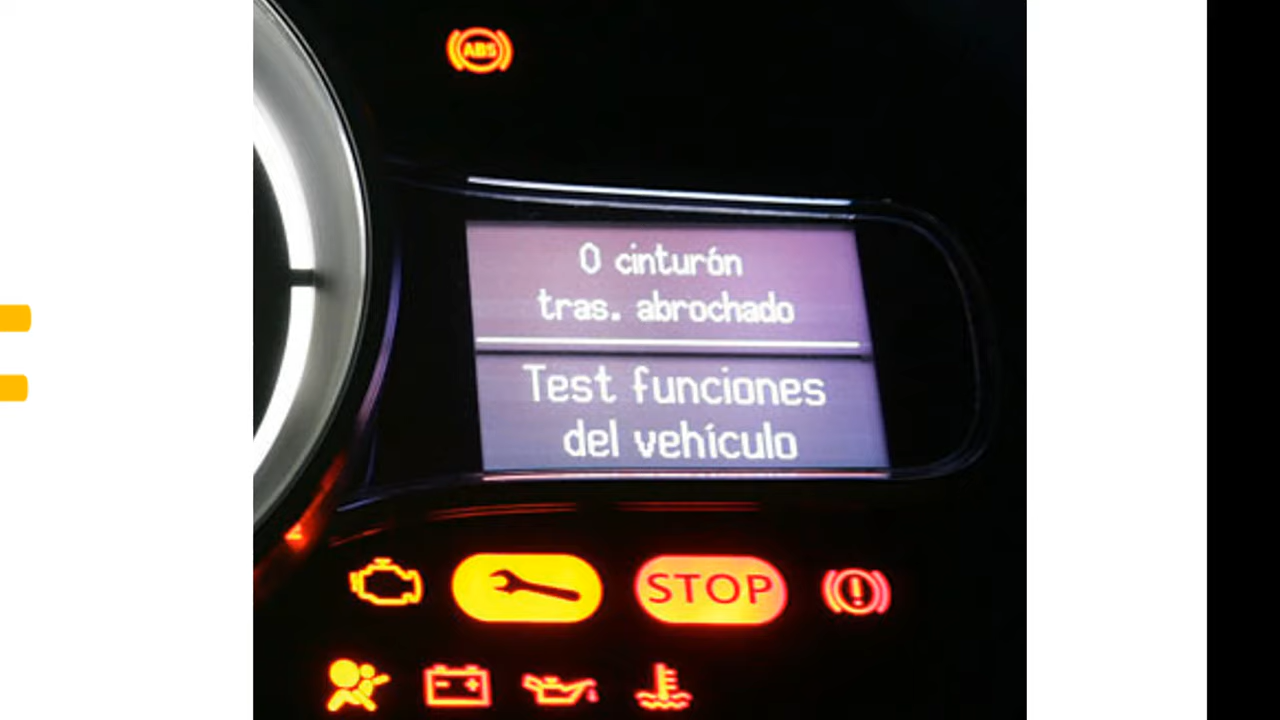 ABS
0 cinturón
tras. abrochado
Test funciones
del vehículo
STOP